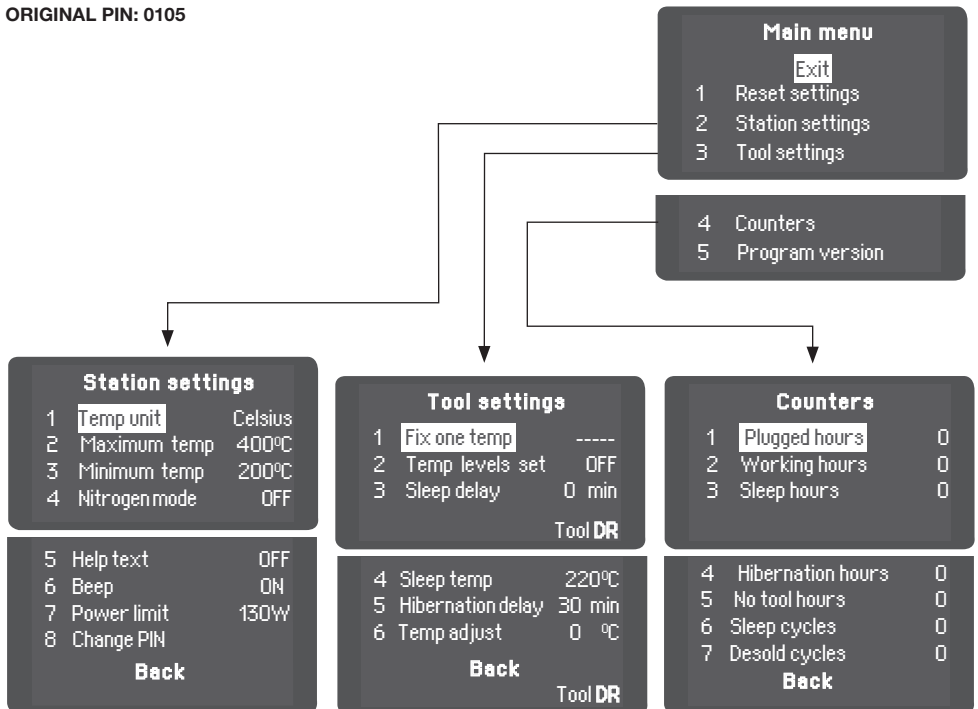 ORIGINAL PIN: 0105
Main menu
Exit
1 Reset settings
2 Station settings
3 Tool settings
4 Counters
5 Program version
Station settings
1 Temp unit Celsius
2 Maximum temp 400ºC
3 Minimum temp 200ºC
4 Nitrogen mode OFF
5 Help text OFF
6 Beep ON
7 Power limit 130W
8 Change PIN
Back
Tool settings
1 Fix one temp -----
2 Temp levels set OFF
3 Sleep delay 0 min
Tool DR
4 Sleep temp 220ºC
5 Hibernation delay 30 min
6 Temp adjust 0 ºC
Back
Tool DR
Counters
1 Plugged hours 0
2 Working hours 0
3 Sleep hours 0
4 Hibernation hours 0
5 No tool hours 0
6 Sleep cycles 0
7 Desold cycles 0
Back